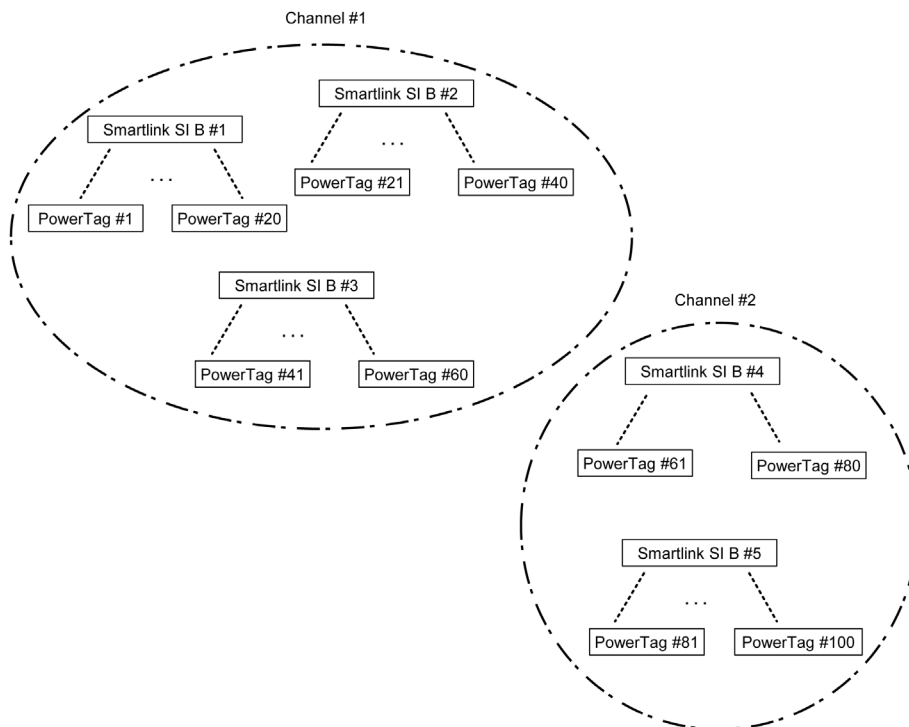 Channel #1
Smartlink SI B #2
Smartlink SI B #1
...
PowerTag #21
PowerTag #40
...
PowerTag #1
PowerTag #20
Smartlink SI B #3
...
PowerTag #41
PowerTag #60
Channel #2
Smartlink SI B #4
PowerTag #61
PowerTag #80
Smartlink SI B #5
...
PowerTag #81
PowerTag #100